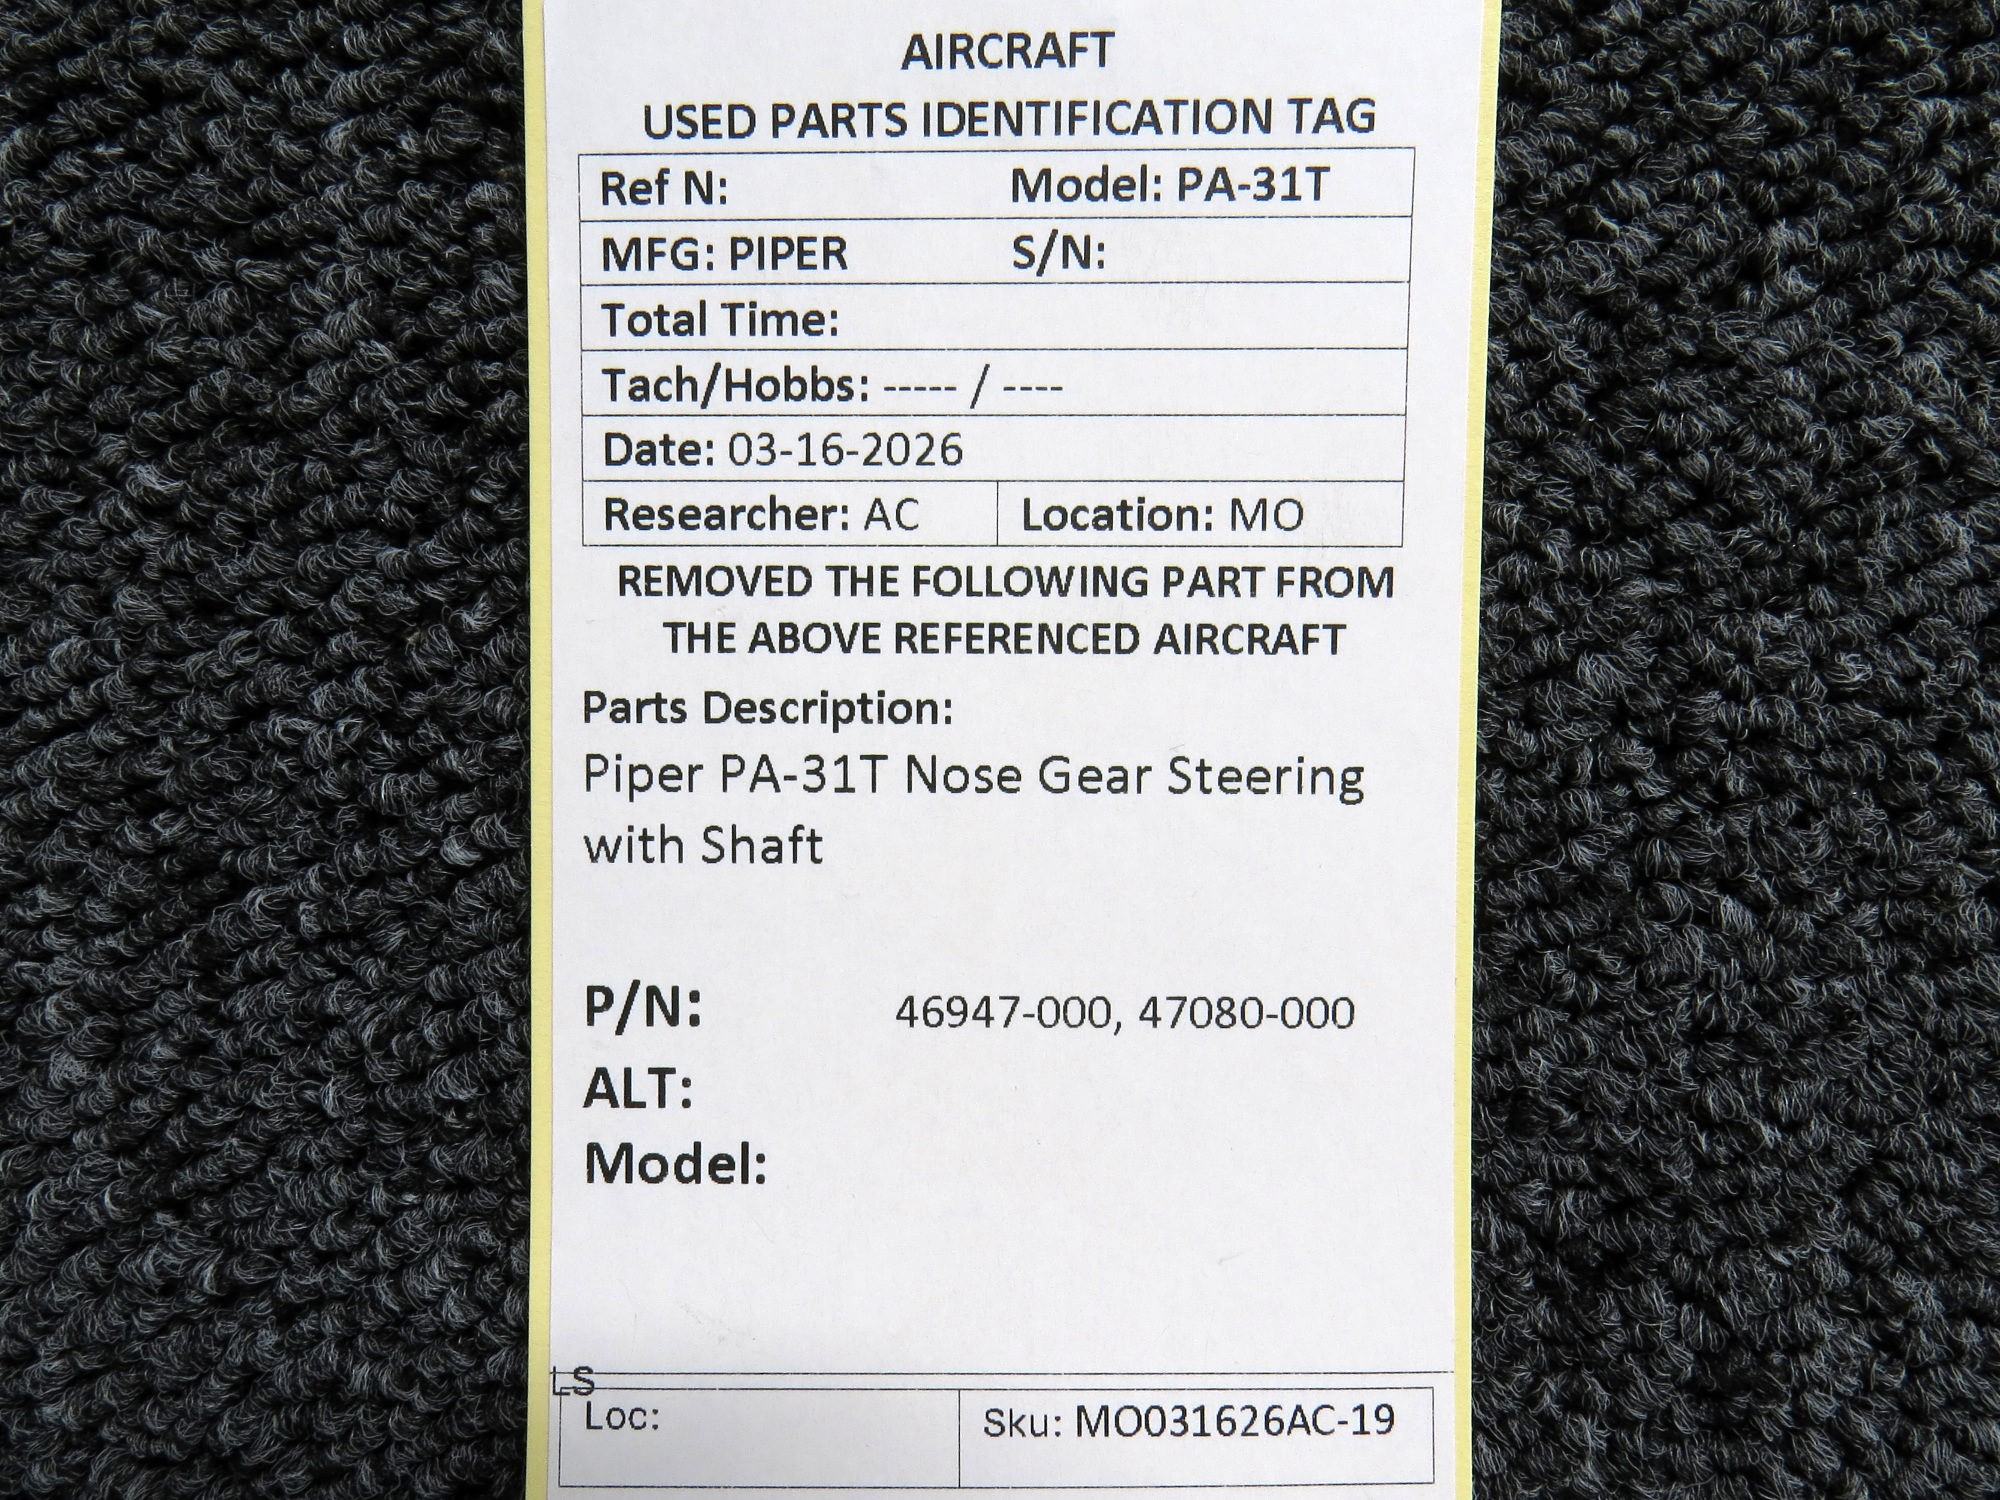 AIRCRAFT
USED PARTS IDENTIFICATION TAG
Ref N: Model: PA-31T
MFG: PIPER S/N:
Total Time:
Tach/Hobbs: ----- / ----
Date: 03-16-2026
Researcher: AC Location: MO
REMOVED THE FOLLOWING PART FROM
THE ABOVE REFERENCED AIRCRAFT
Parts Description:
Piper PA-31T Nose Gear Steering
with Shaft
P/N: 46947-000, 47080-000
ALT:
Model:
LS
Loc: Sku: MO031626AC-19